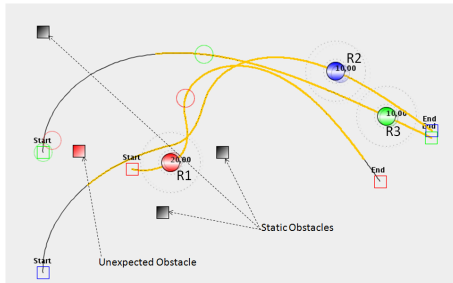 R2
10.00
10.00
R3
End
End
Start
Start
20.00
R1
End
Static Obstacles
Start
Unexpected Obstacle